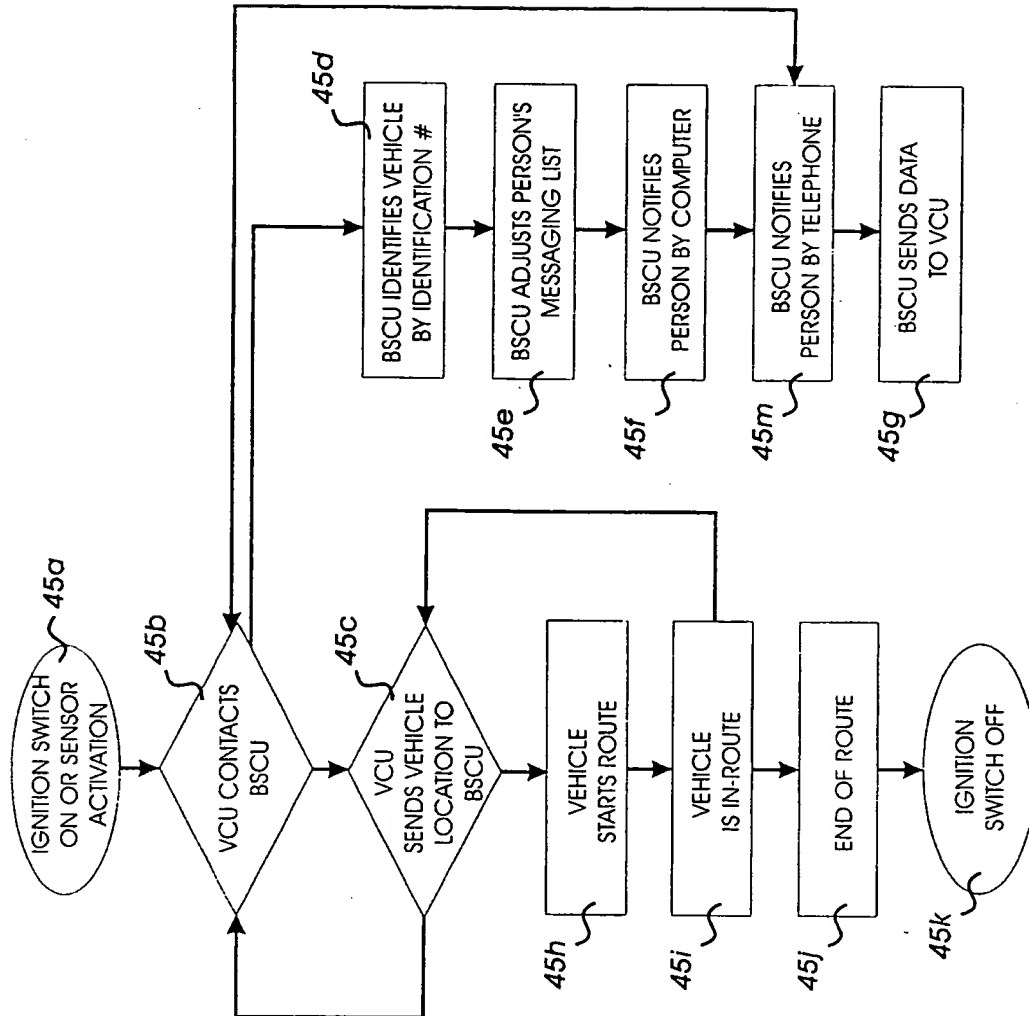 45a
IGNITION SWITCH
ON OR SENSOR
ACTIVATION
45b
VCU CONTACTS
BSCU
45c
VCU
SENDS VEHICLE
LOCATION TO
BSCU
45h
VEHICLE
STARTS ROUTE
45i
VEHICLE
IS IN-ROUTE
45j
END OF ROUTE
45k
IGNITION
SWITCH OFF
45d
BSCU IDENTIFIES VEHICLE
BY IDENTIFICATION #
45e
BSCU ADJUSTS PERSON'S
MESSAGING LIST
45f
BSCU NOTIFIES
PERSON BY COMPUTER
45m
BSCU NOTIFIES
PERSON BY TELEPHONE
45g
BSCU SENDS DATA
TO VCU